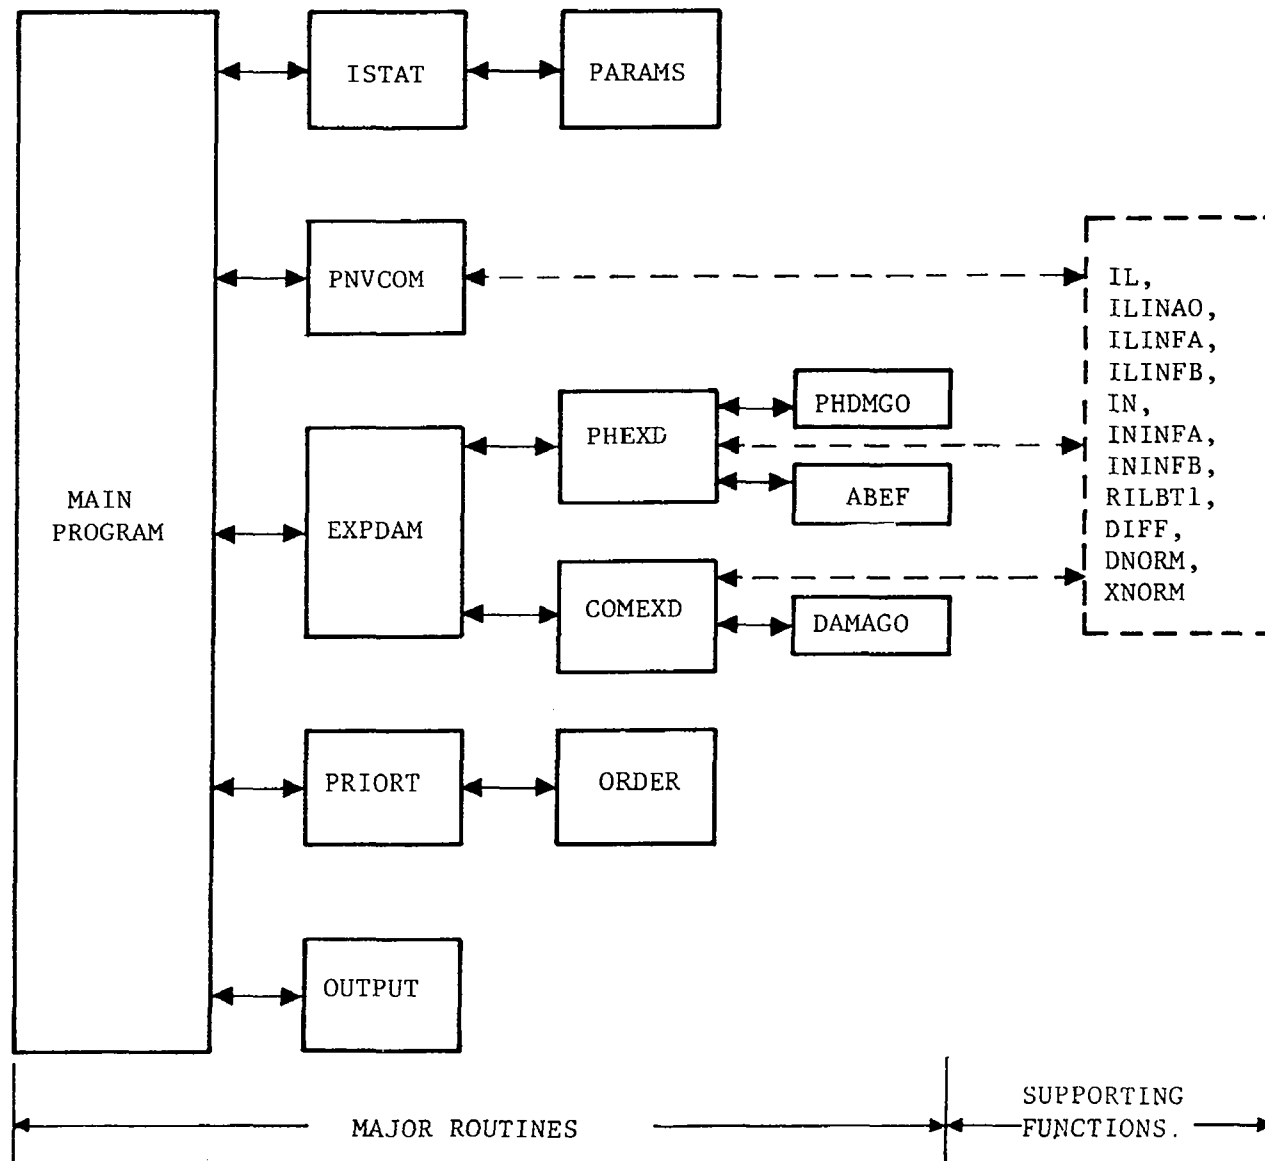 ISTAT
PARAMS
PNVCOM
IL,
ILINAO,
ILINFA,
ILINFB,
IN,
ININFA,
ININFB,
RILBT1,
DIFF,
DNORM,
XNORM
PHEXD
PHDMGO
ABEF
MAIN
PROGRAM
EXPDAM
COMEXD
DAMAGO
PRIORT
ORDER
OUTPUT
MAJOR ROUTINES
SUPPORTING
FUNCTIONS.